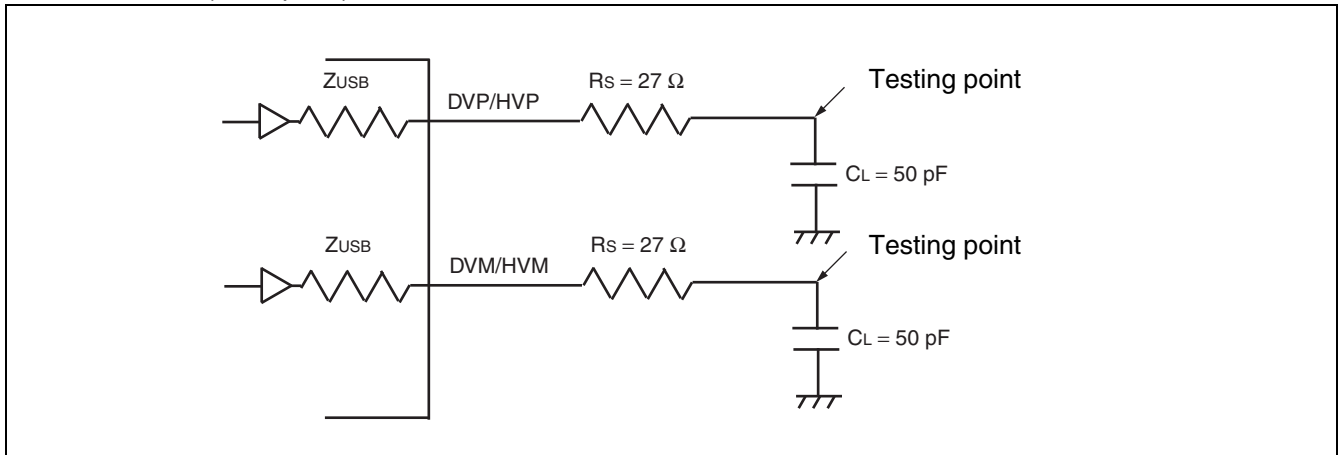 ZUSB
DVP/HVP
RS = 27 Ω
Testing point
CL = 50 pF
ZUSB
DVM/HVM
RS = 27 Ω
Testing point
CL = 50 pF